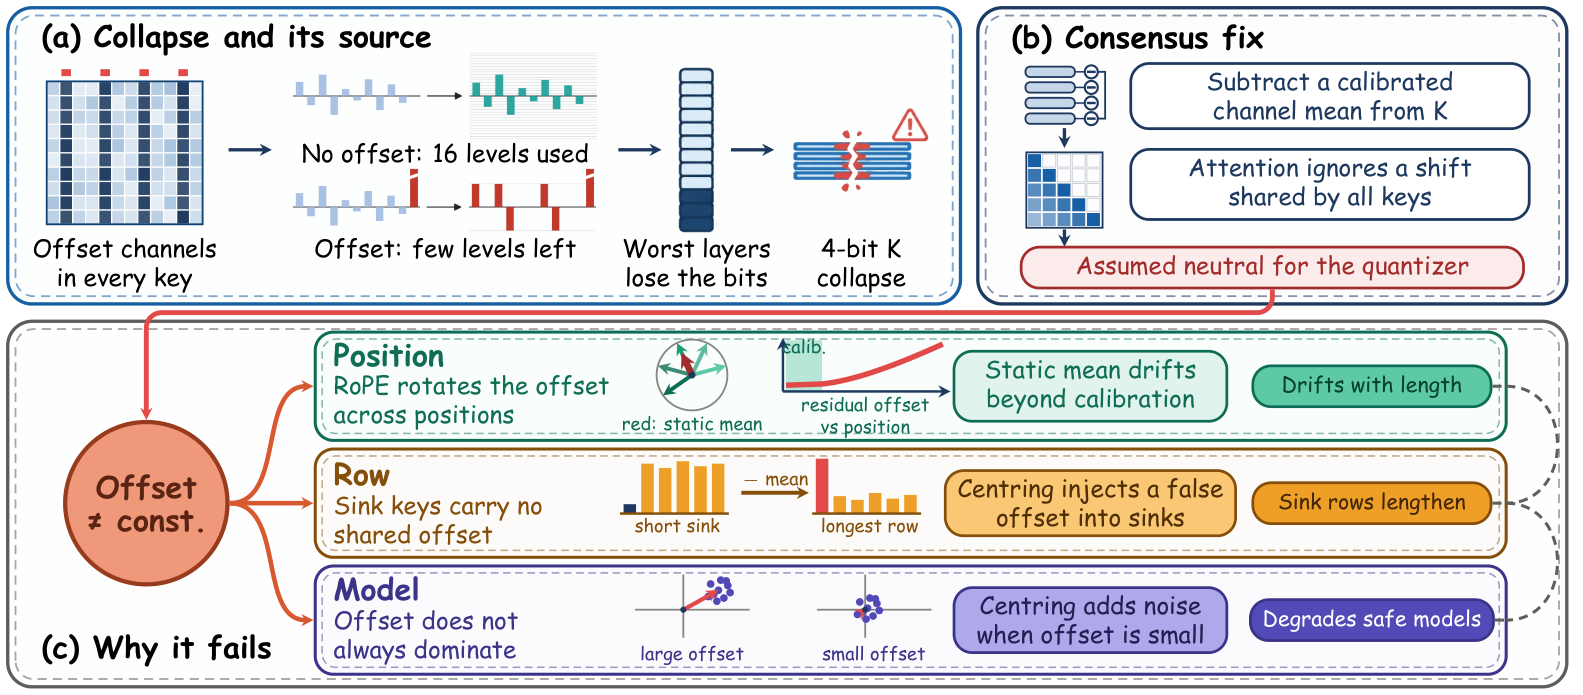 (a) Collapse and its source
No offset: 16 levels used
Offset: few levels left
Offset channels
in every key
Worst layers
lose the bits
4-bit K
collapse
(b) Consensus fix
Subtract a calibrated
channel mean from K
Attention ignores a shift
shared by all keys
Assumed neutral for the quantizer
Offset
≠ const.
(c) Why it fails
Position
RoPE rotates the offset
across positions
red: static mean
calib.
residual offset
vs position
Static mean drifts
beyond calibration
Drifts with length
Row
Sink keys carry no
shared offset
short sink
− mean
longest row
Centring injects a false
offset into sinks
Sink rows lengthen
Model
Offset does not
always dominate
large offset
small offset
Centring adds noise
when offset is small
Degrades safe models